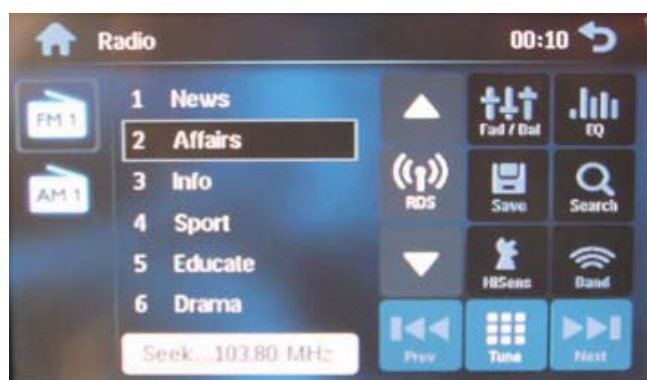 Radio 00:10
FM 1
AM 1
1 News
2 Affairs
3 Info
4 Sport
5 Educate
6 Drama
Seek...103.80 MHz
RDS
Fad / Bal
EQ
Save
Search
HiSens
Band
Prev
Tune
Next